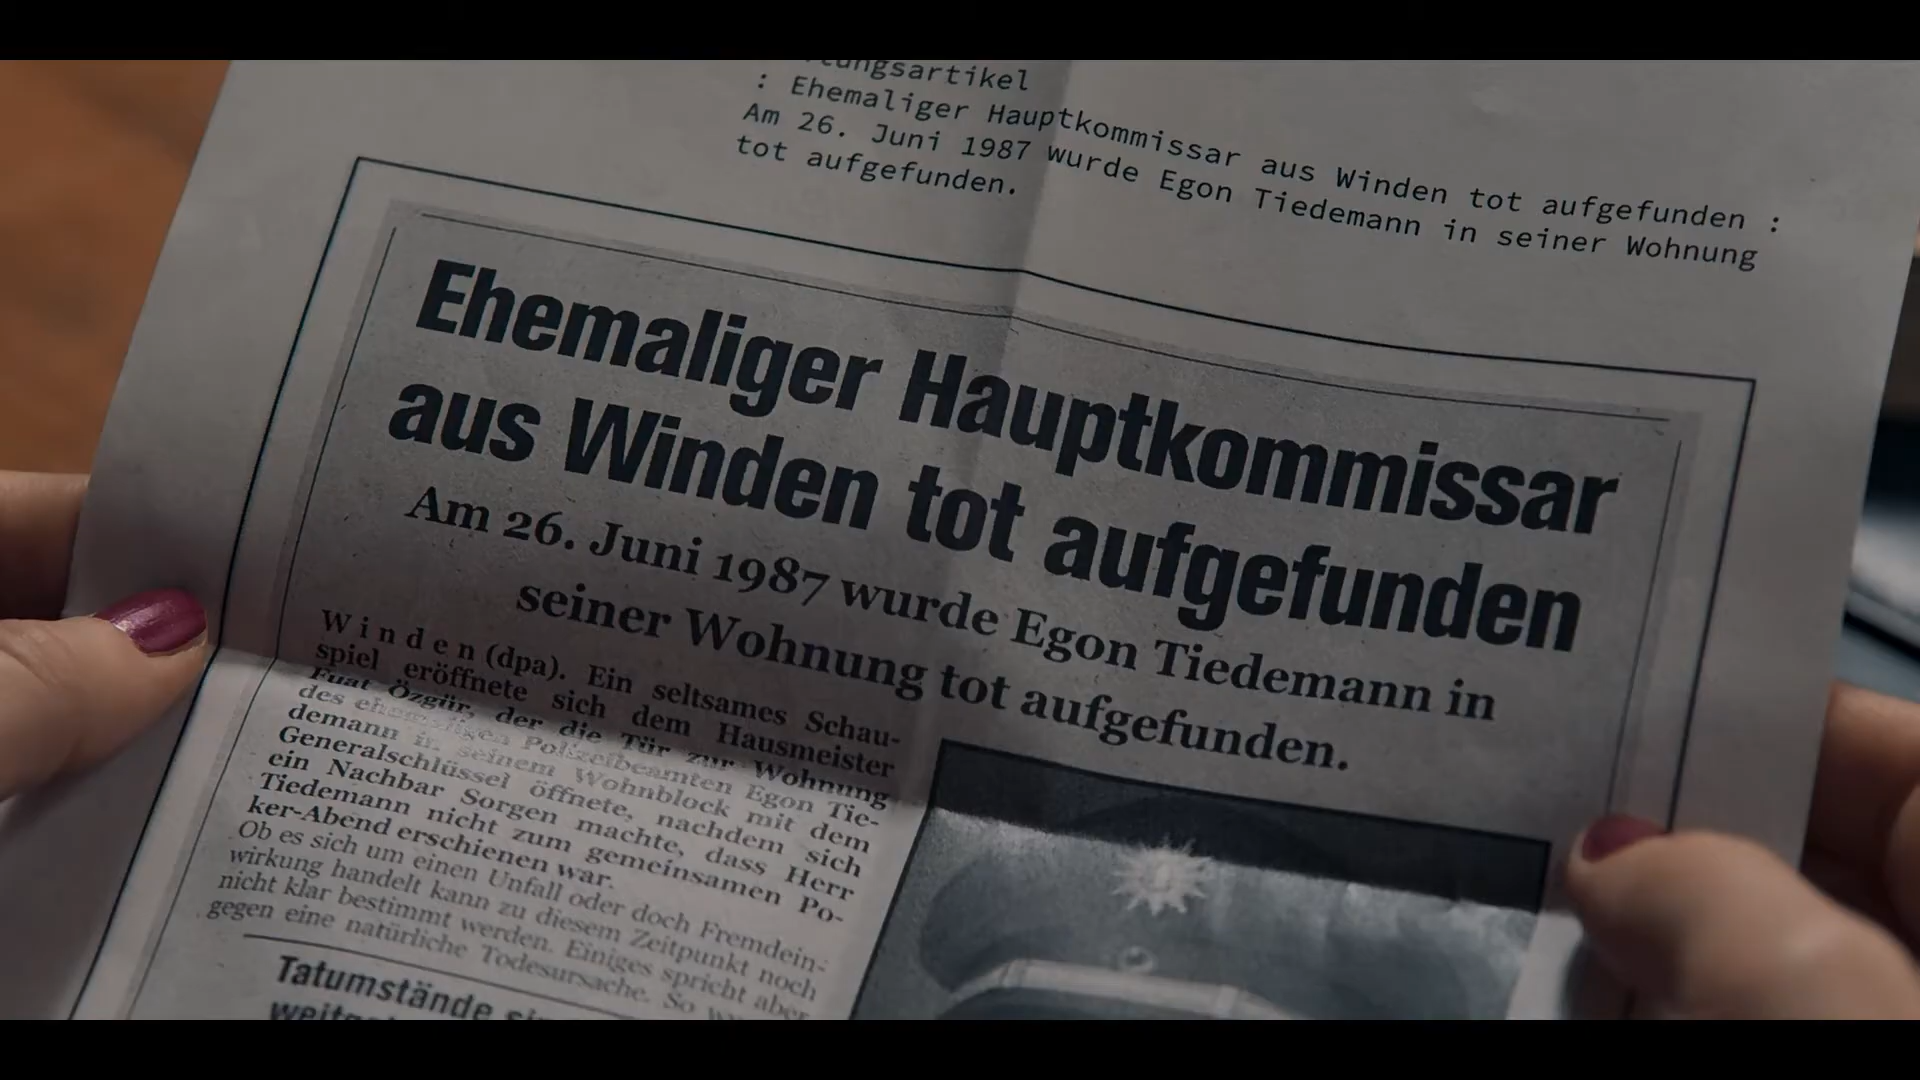 : Ehemaliger Hauptkommissar aus Winden tot aufgefunden :
Am 26. Juni 1987 wurde Egon Tiedemann in seiner Wohnung
tot aufgefunden.
Ehemaliger Hauptkommissar
aus Winden tot aufgefunden
Am 26. Juni 1987 wurde Egon Tiedemann in
seiner Wohnung tot aufgefunden.
Winden (dpa). Ein seltsames Schau-
spiel eröffnete sich dem Hausmeister
Fuat Özgür, der die Tür zur Wohnung
des ehemaligen Polizeibeamten Egon Tie-
demann in seinem Wohnblock mit dem
Generalschlüssel öffnete, nachdem sich
ein Nachbar Sorgen machte, dass Herr
Tiedemann nicht zum gemeinsamen Po-
ker-Abend erschienen war.
Ob es sich um einen Unfall oder doch Fremdein-
wirkung handelt kann zu diesem Zeitpunkt noch
nicht klar bestimmt werden. Einiges spricht aber
gegen eine natürliche Todesursache. So
Tatumstände